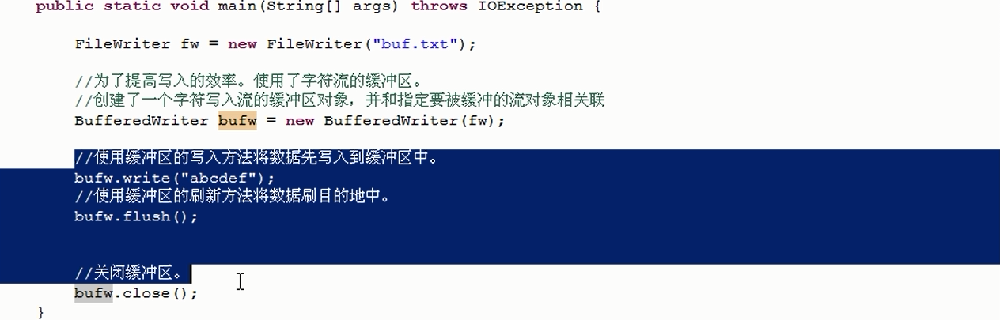 public static void main(String[] args) throws IOException {
FileWriter fw = new FileWriter("buf.txt");
//为了提高写入的效率。使用了字符流的缓冲区。
//创建了一个字符写入流的缓冲区对象，并和指定要被缓冲的流对象相关联
BufferedWriter bufw = new BufferedWriter(fw);
//使用缓冲区的写入方法将数据先写入到缓冲区中。
bufw.write("abcdef");
//使用缓冲区的刷新方法将数据刷目的地中。
bufw.flush();
//关闭缓冲区。
bufw.close();
}